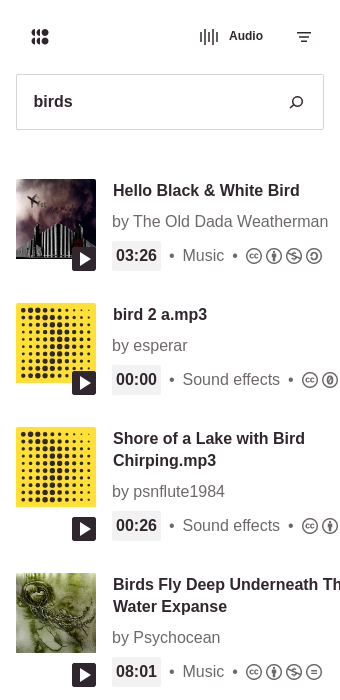 Audio
birds
Hello Black & White Bird
by The Old Dada Weatherman
03:26 • Music •
bird 2 a.mp3
by esperar
00:00 • Sound effects •
Shore of a Lake with Bird
Chirping.mp3
by psnflute1984
00:26 • Sound effects •
Birds Fly Deep Underneath Th
Water Expanse
by Psychocean
08:01 • Music •